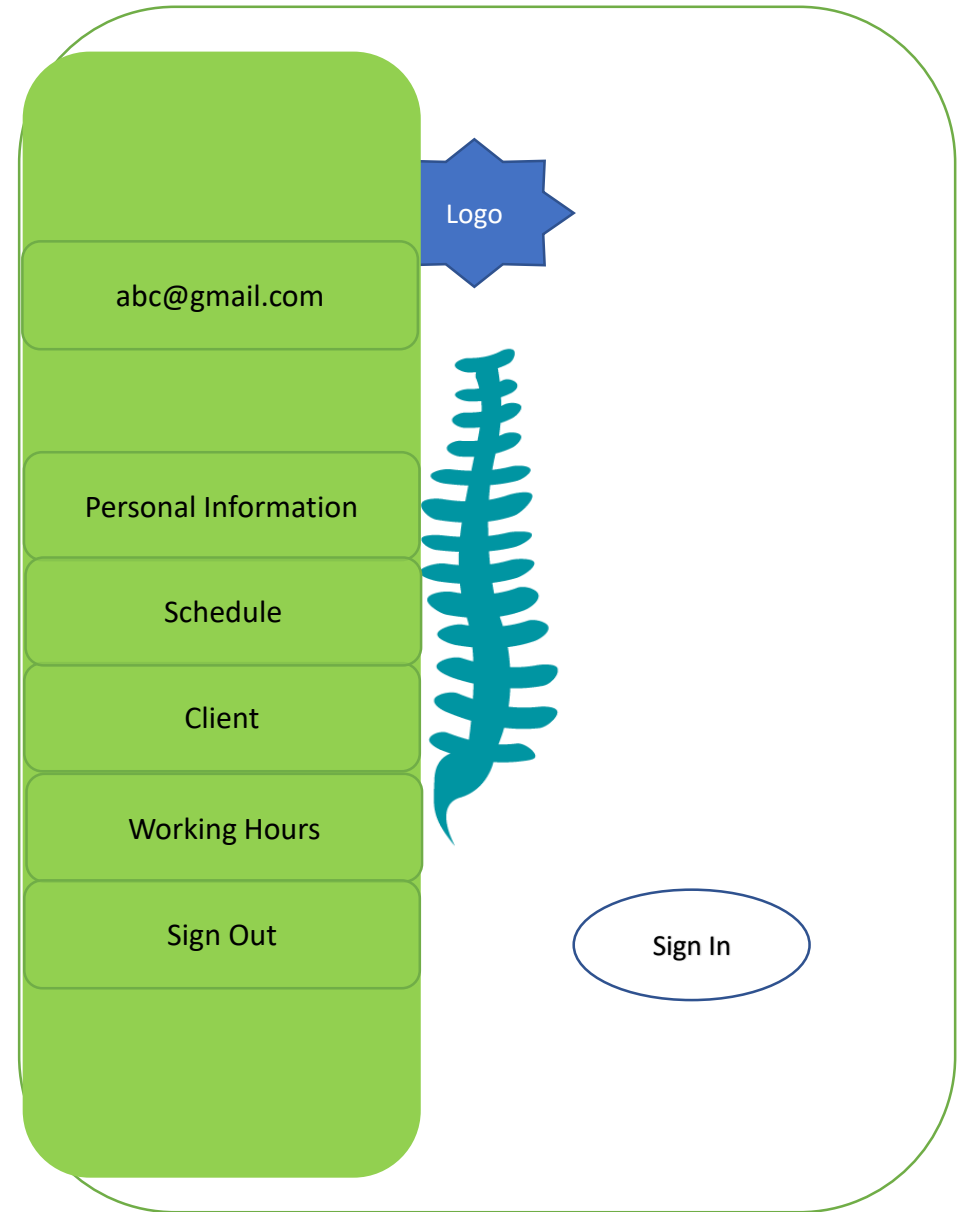 Logo
abc@gmail.com
Personal Information
Schedule
Client
Working Hours
Sign Out
Sign In